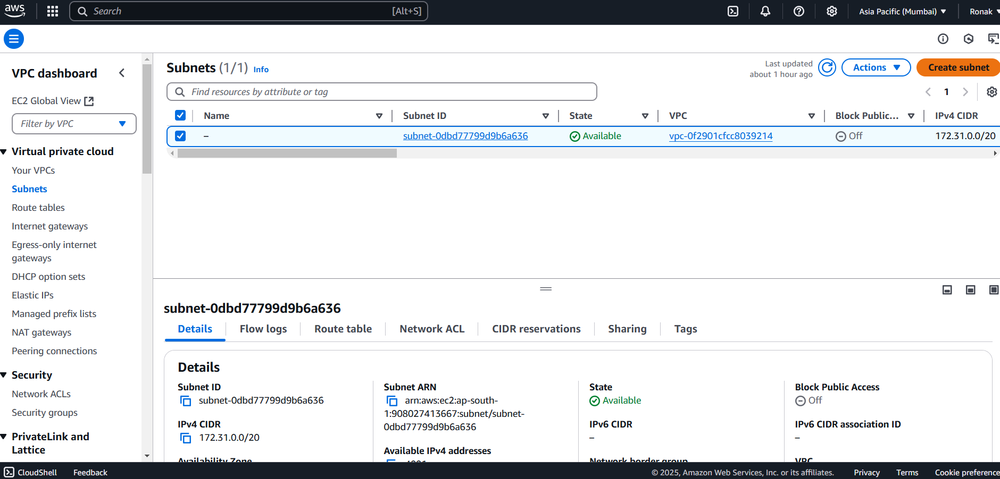 aws
Search [Alt+S]
Asia Pacific (Mumbai)
Ronak
VPC dashboard
EC2 Global View
Filter by VPC
Virtual private cloud
Your VPCs
Subnets
Route tables
Internet gateways
Egress-only internet
gateways
DHCP option sets
Elastic IPs
Managed prefix lists
NAT gateways
Peering connections
Security
Network ACLs
Security groups
PrivateLink and
Lattice
Subnets (1/1) Info
Last updated
about 1 hour ago
Actions
Create subnet
Find resources by attribute or tag
1
Name Subnet ID State VPC Block Public... IPv4 CIDR
– subnet-0dbd77799d9b6a636 Available vpc-0f2901cfcc8039214 Off 172.31.0.0/20
subnet-0dbd77799d9b6a636
Details Flow logs Route table Network ACL CIDR reservations Sharing Tags
Details
Subnet ID
subnet-0dbd77799d9b6a636
IPv4 CIDR
172.31.0.0/20
Availability Zone
Subnet ARN
arn:aws:ec2:ap-south-
1:908027413667:subnet/subnet-
0dbd77799d9b6a636
Available IPv4 addresses
State
Available
IPv6 CIDR
–
Network border group
Block Public Access
Off
IPv6 CIDR association ID
–
VPC
CloudShell Feedback © 2025, Amazon Web Services, Inc. or its affiliates. Privacy Terms Cookie preference